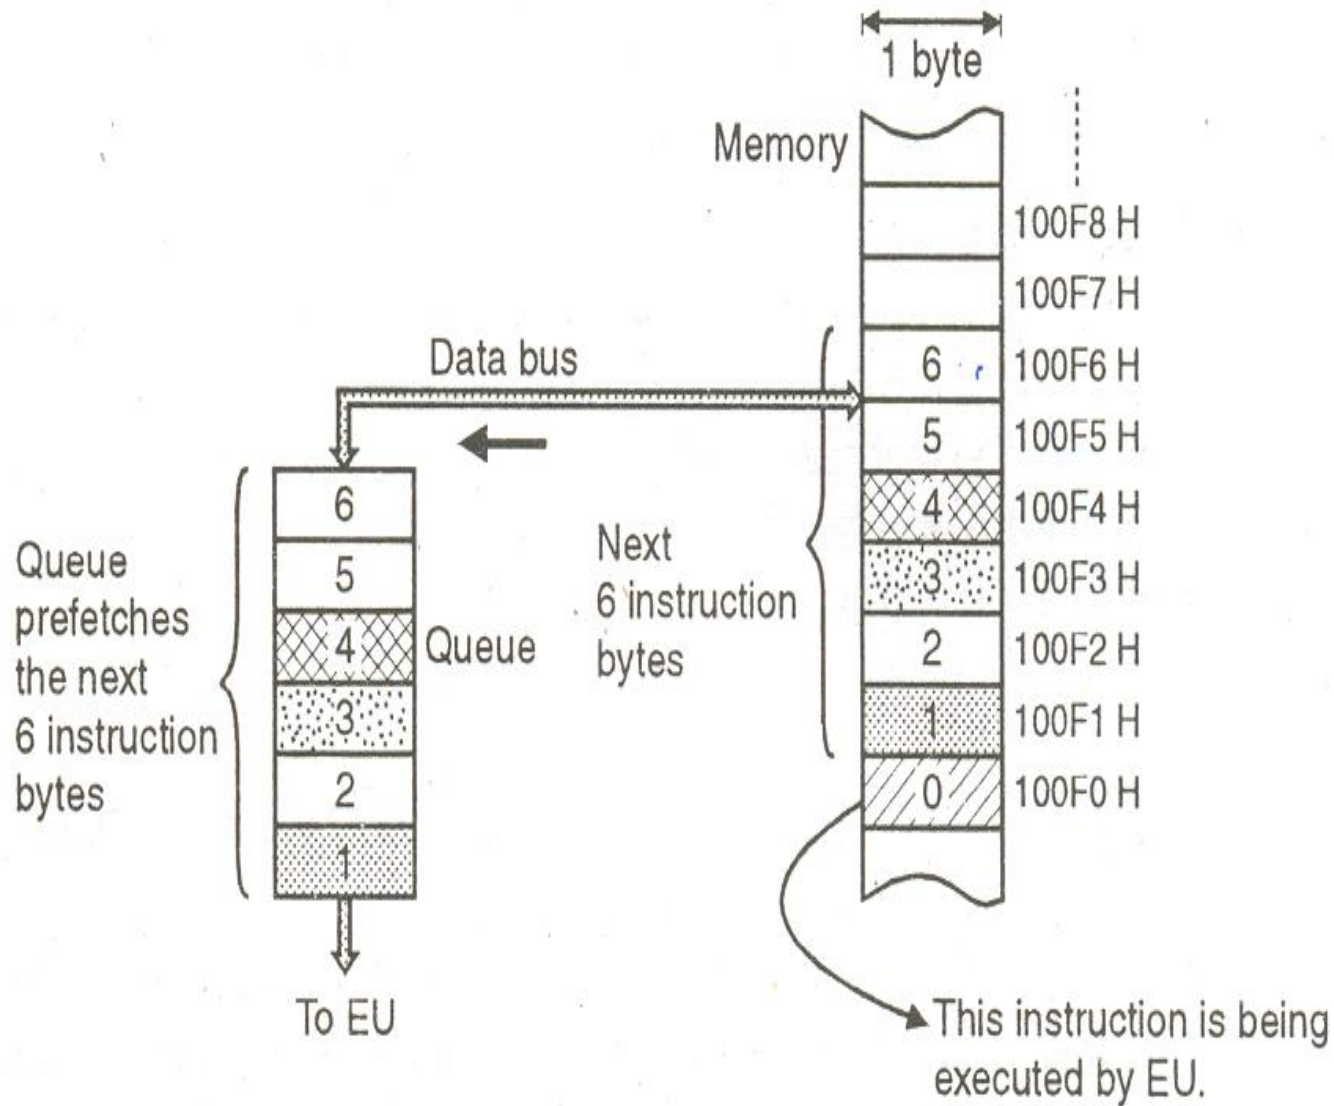 1 byte
Memory
100F8 H
100F7 H
6 100F6 H
5 100F5 H
4 100F4 H
3 100F3 H
2 100F2 H
1 100F1 H
0 100F0 H
Data bus
Next
6 instruction
bytes
6
5
4
3
2
1
Queue
Queue
prefetches
the next
6 instruction
bytes
To EU
This instruction is being
executed by EU.